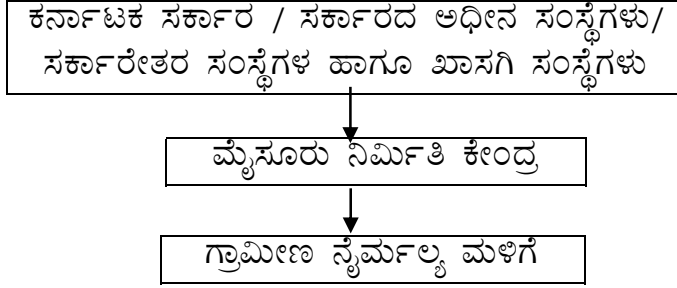 ಕರ್ನಾಟಕ ಸರ್ಕಾರ / ಸರ್ಕಾರದ ಅಧೀನ ಸಂಸ್ಥೆಗಳು/
ಸರ್ಕಾರೇತರ ಸಂಸ್ಥೆಗಳ ಹಾಗೂ ಖಾಸಗಿ ಸಂಸ್ಥೆಗಳು
ಮೈಸೂರು ನಿರ್ಮಿತಿ ಕೇಂದ್ರ
ಗ್ರಾಮೀಣ ನೈರ್ಮಲ್ಯ ಮಳಿಗೆ